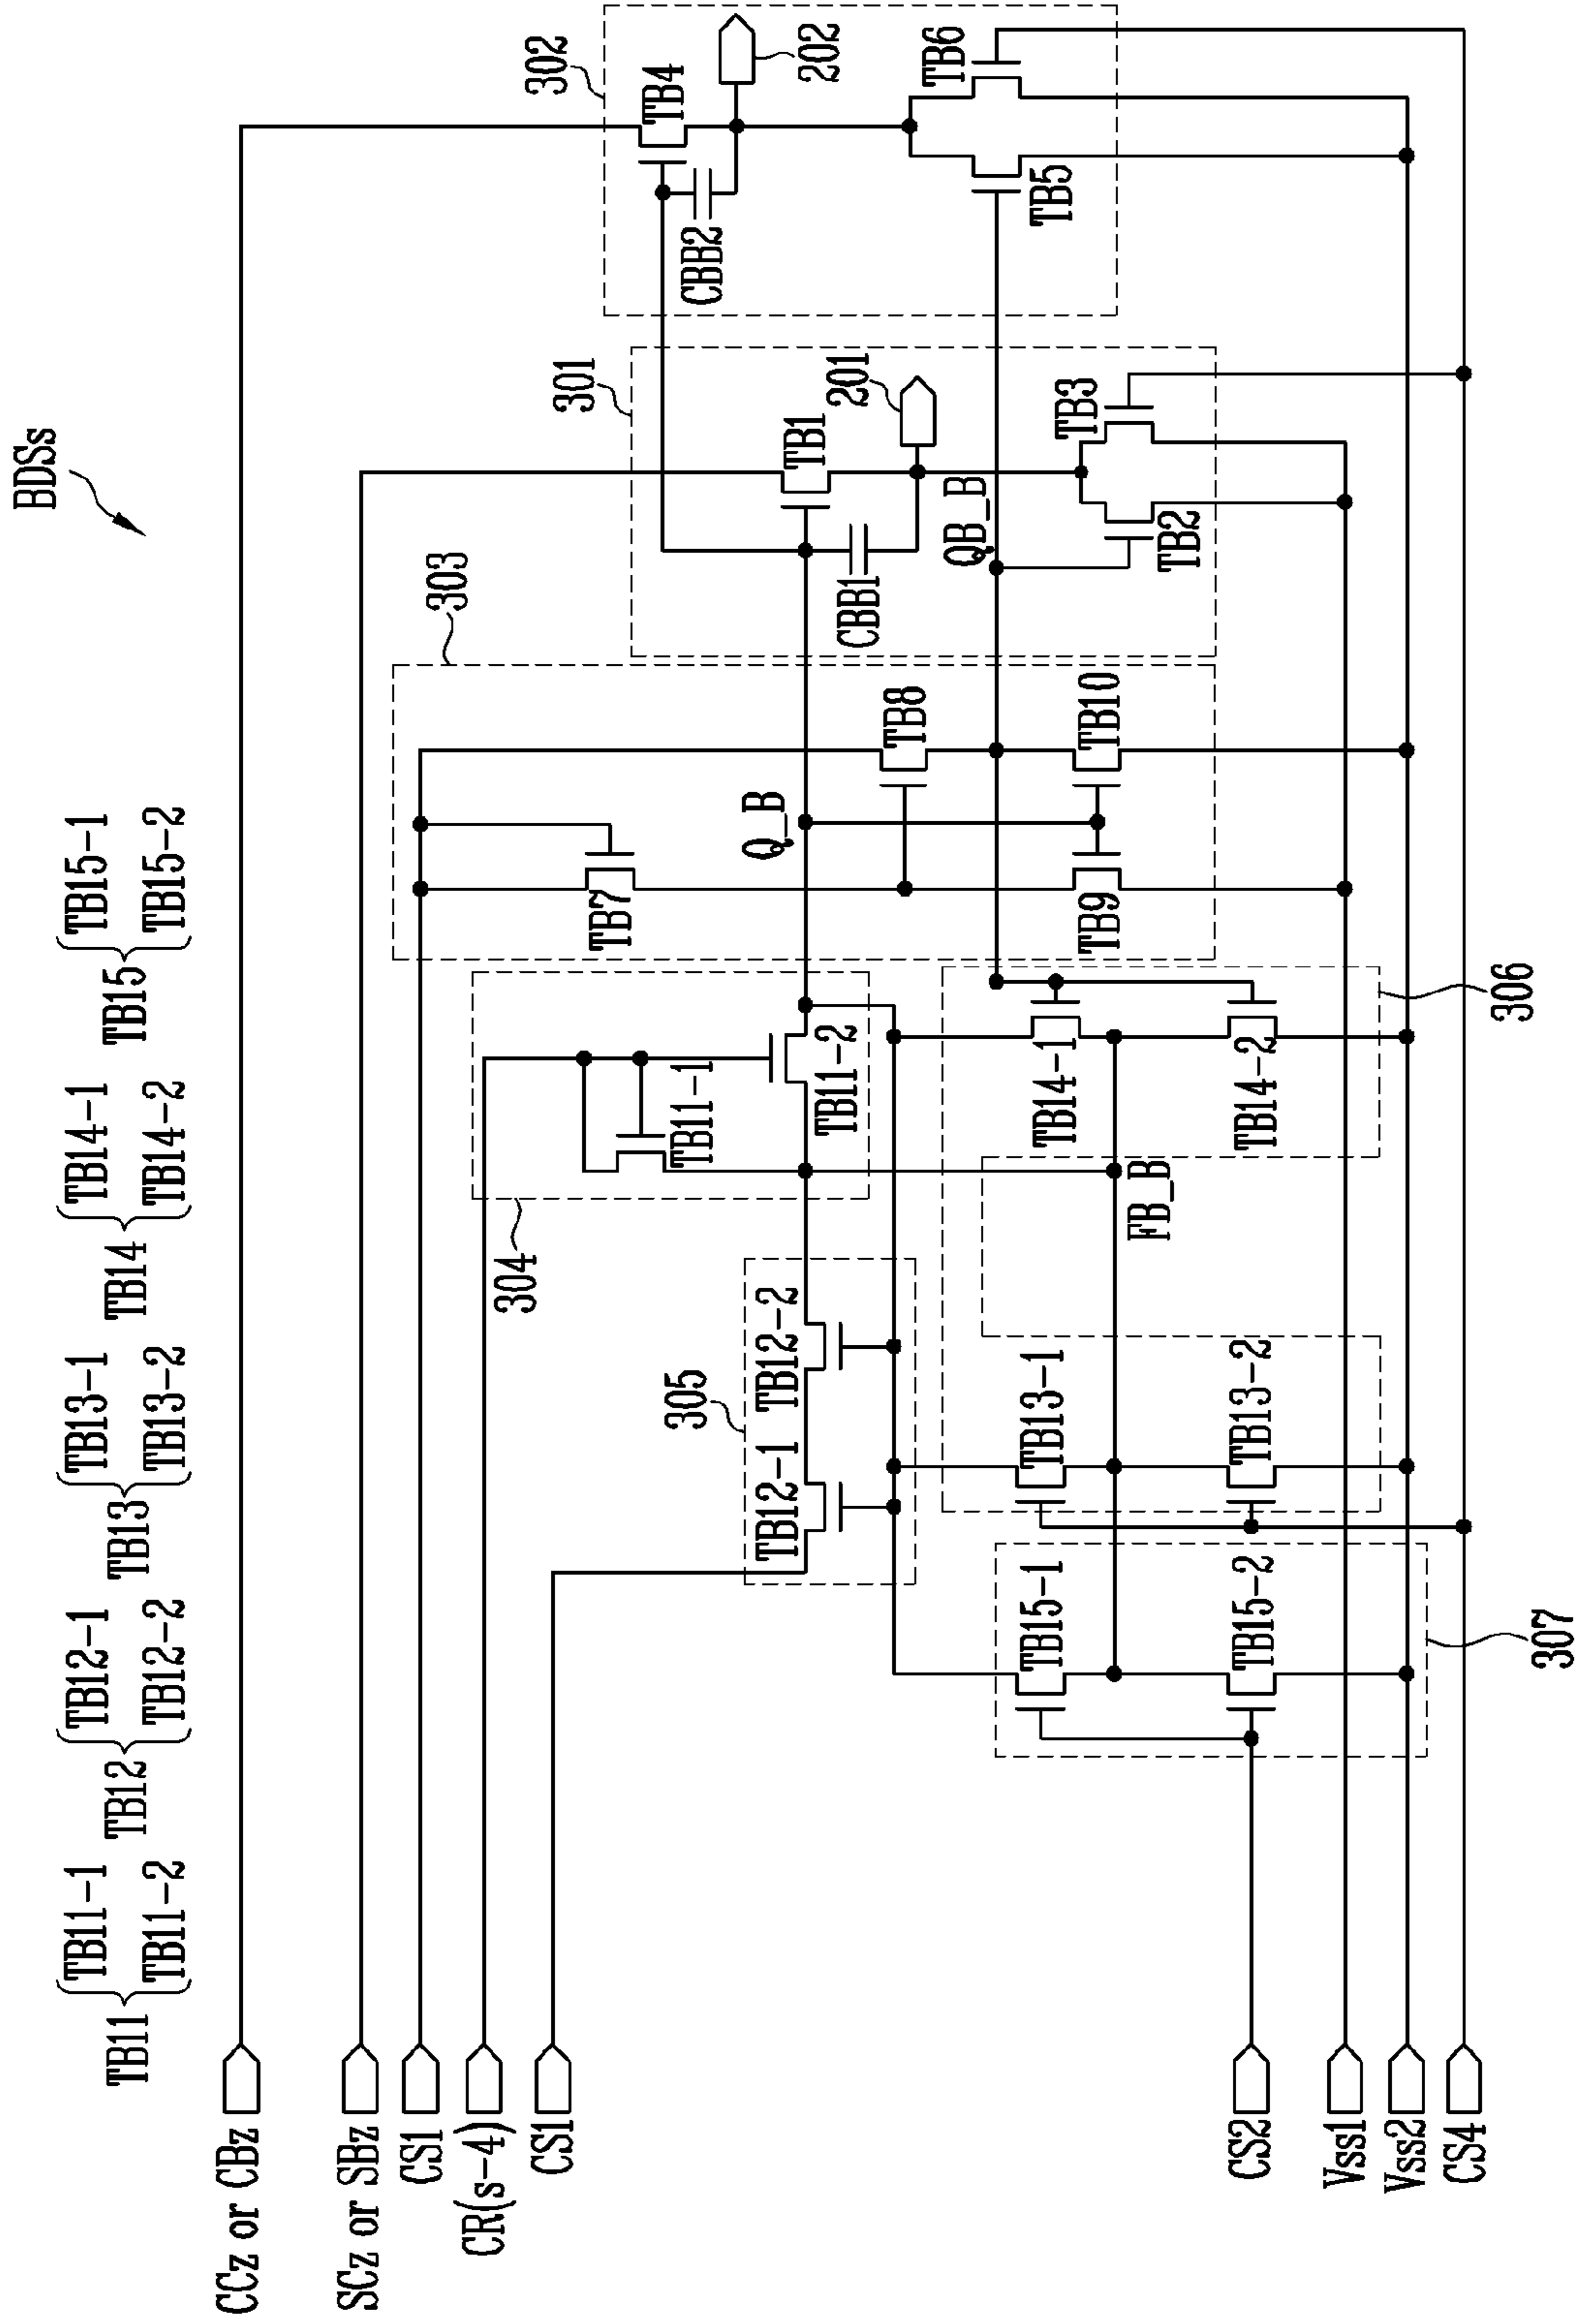 BDSs
TB11
TB11-1
TB11-2
TB12
TB12-1
TB12-2
TB13
TB13-1
TB13-2
TB14
TB14-1
TB14-2
TB15
TB15-1
TB15-2
CCz or CBz
SCz or SBz
CS1
CR(s-4)
CS1
CS2
Vss1
Vss2
CS4
302
TB4
202
CBB2
TB6
TB5
301
TB1
201
CBB1
QB_B
TB3
TB2
303
TB8
TB7
Q_B
TB10
TB9
304
TB11-1
TB11-2
305
TB12-1
TB12-2
306
TB14-1
TB14-2
FB_B
TB13-1
TB13-2
307
TB15-1
TB15-2